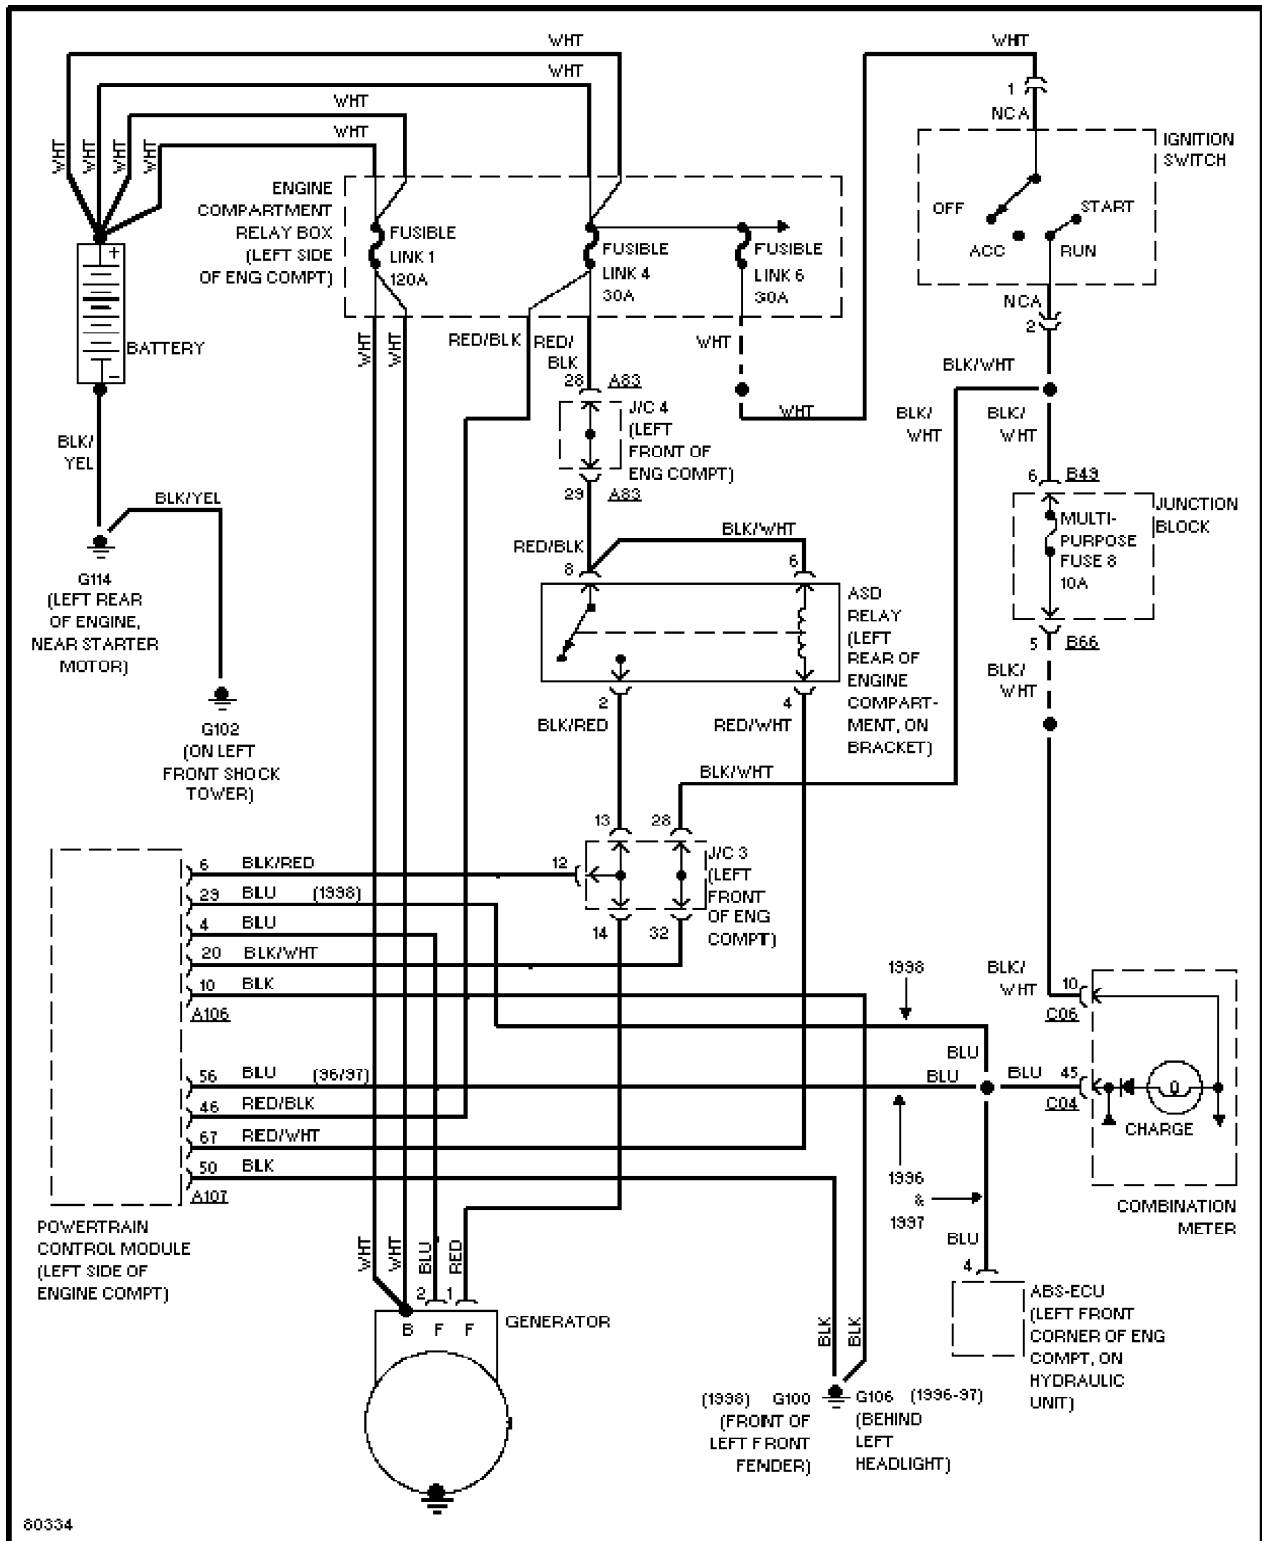 WHT
WHT
WHT
WHT
WHT
WHT
WHT
WHT
WHT
1
NCA
IGNITION
SWITCH
OFF
START
ACC
RUN
NCA
2
ENGINE
COMPARTMENT
RELAY BOX
(LEFT SIDE
OF ENG COMPT)
FUSIBLE
LINK 1
120A
FUSIBLE
LINK 4
30A
FUSIBLE
LINK 6
30A
+
BATTERY
-
WHT
WHT
RED/BLK
RED/
BLK
WHT
WHT
28
A83
J/C 4
(LEFT
FRONT OF
ENG COMPT)
29
A83
BLK/WHT
BLK/
WHT
BLK/
WHT
6
B49
JUNCTION
BLOCK
MULTI-
PURPOSE
FUSE 8
10A
5
B66
BLK/
WHT
BLK/
YEL
BLK/YEL
G114
(LEFT REAR
OF ENGINE,
NEAR STARTER
MOTOR)
G102
(ON LEFT
FRONT SHOCK
TOWER)
RED/BLK
BLK/WHT
8
6
ASD
RELAY
(LEFT
REAR OF
ENGINE
COMPART-
MENT, ON
BRACKET)
2
4
BLK/RED
RED/WHT
BLK/WHT
13
28
12
J/C 3
(LEFT
FRONT
OF ENG
COMPT)
14
32
6 BLK/RED
29 BLU (1998)
4 BLU
20 BLK/WHT
10 BLK
A106
56 BLU (96/97)
46 RED/BLK
67 RED/WHT
50 BLK
A107
POWERTRAIN
CONTROL MODULE
(LEFT SIDE OF
ENGINE COMPT)
1998
BLK/
WHT
10
C06
BLU
BLU
BLU
45
C04
CHARGE
COMBINATION
METER
1996
&
1997
BLU
4
ABS-ECU
(LEFT FRONT
CORNER OF ENG
COMPT, ON
HYDRAULIC
UNIT)
WHT
WHT
BLU
RED
2
1
B F F
GENERATOR
BLK
BLK
(1998) G100
(FRONT OF
LEFT FRONT
FENDER)
G106 (1996-97)
(BEHIND
LEFT
HEADLIGHT)
80334